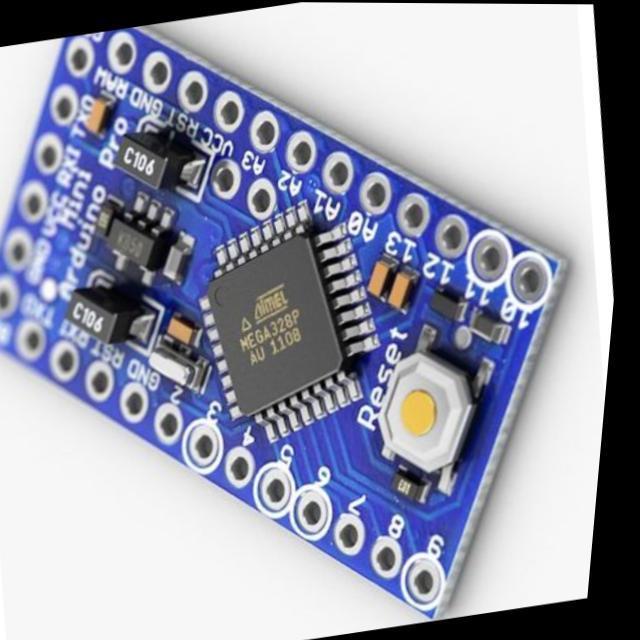 RAW
GND
RST
VCC
A3
A2
A1
A0
13
12
11
10
TXO
RXI
VCC
GND
Arduino
Pro
Mini
C106
C106
K850
ATMEL
MEGA328P
AU 1108
Reset
RXI
RST
GND
2
3
4
5
6
7
8
9